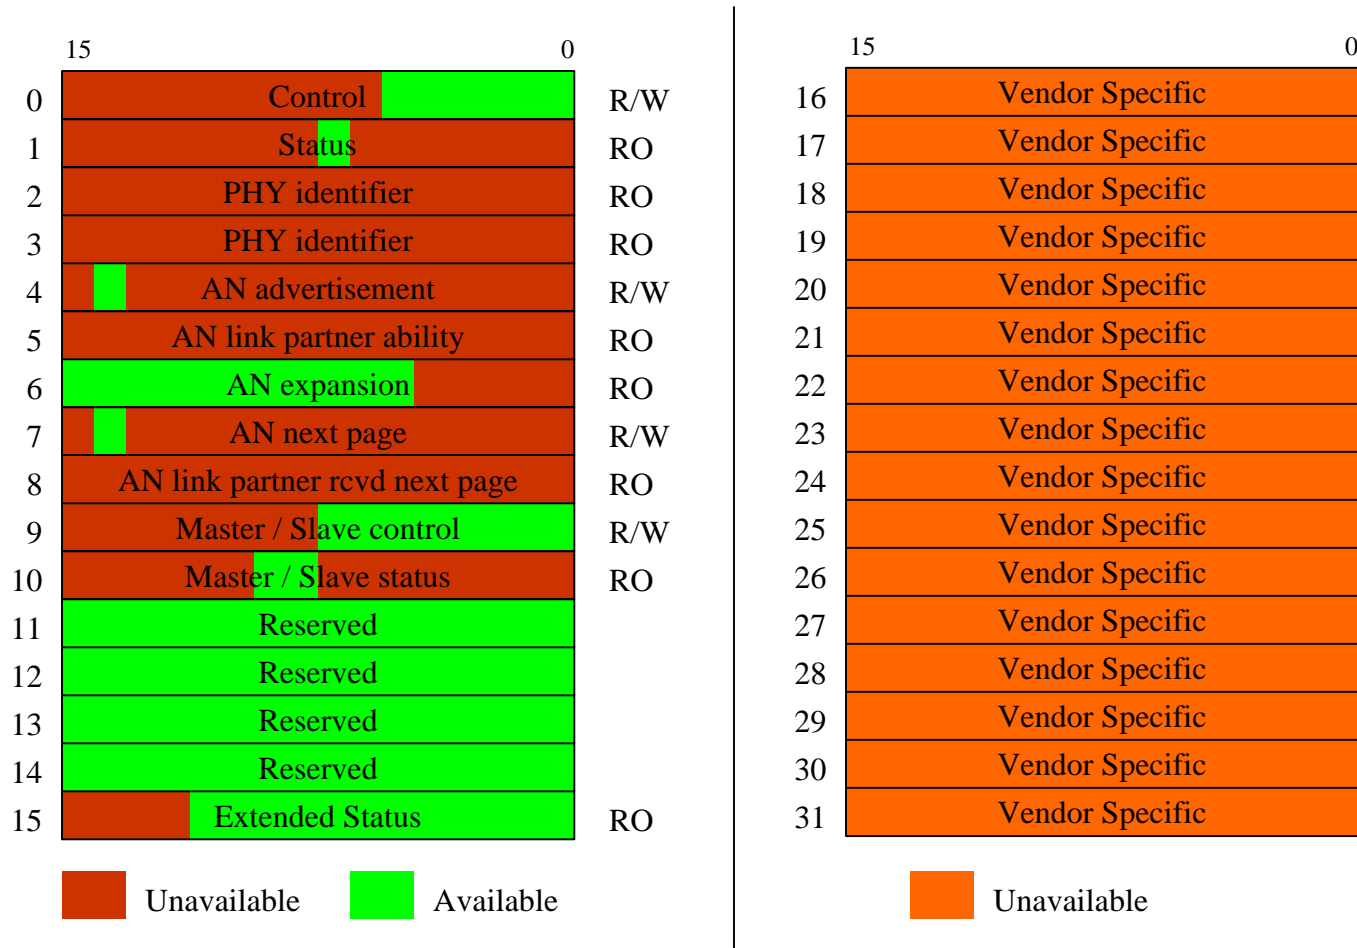 15 0
0 Control R/W
1 Status RO
2 PHY identifier RO
3 PHY identifier RO
4 AN advertisement R/W
5 AN link partner ability RO
6 AN expansion RO
7 AN next page R/W
8 AN link partner rcvd next page RO
9 Master / Slave control R/W
10 Master / Slave status RO
11 Reserved
12 Reserved
13 Reserved
14 Reserved
15 Extended Status RO
Unavailable Available
15 0
16 Vendor Specific
17 Vendor Specific
18 Vendor Specific
19 Vendor Specific
20 Vendor Specific
21 Vendor Specific
22 Vendor Specific
23 Vendor Specific
24 Vendor Specific
25 Vendor Specific
26 Vendor Specific
27 Vendor Specific
28 Vendor Specific
29 Vendor Specific
30 Vendor Specific
31 Vendor Specific
Unavailable